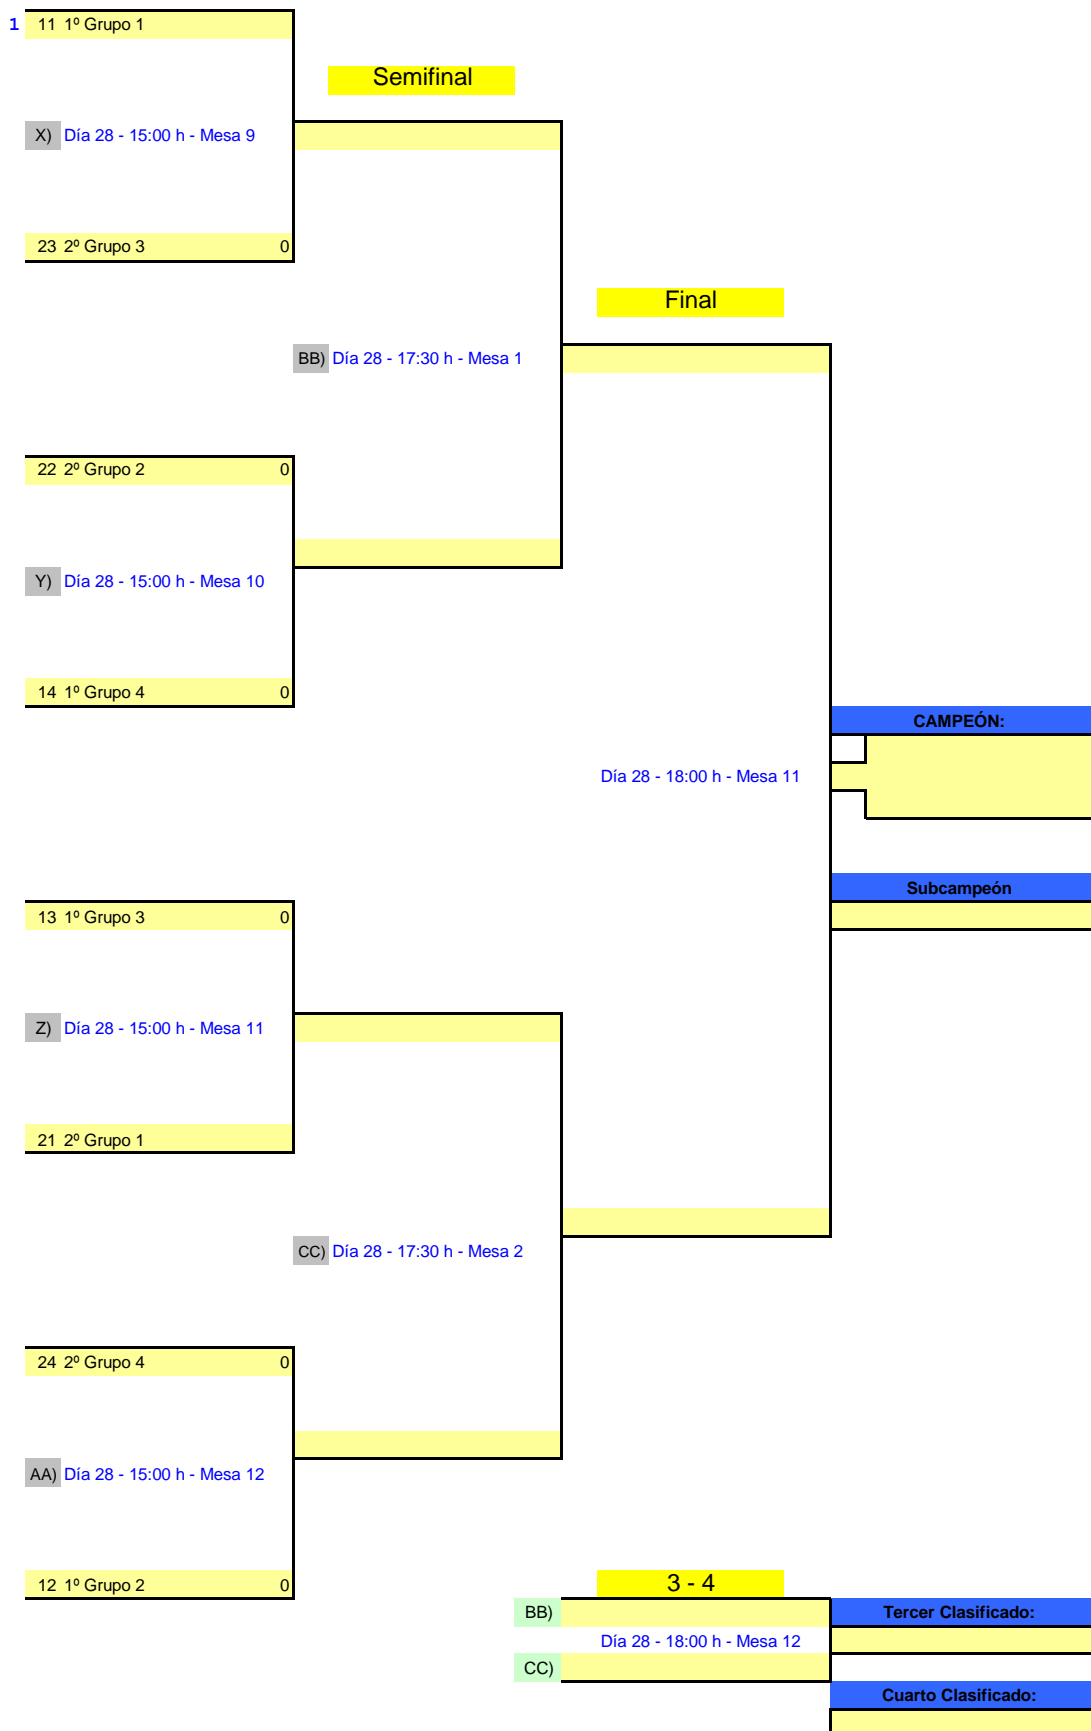 1 11 1º Grupo 1
Semifinal
X) Día 28 - 15:00 h - Mesa 9
23 2º Grupo 3 0
Final
BB) Día 28 - 17:30 h - Mesa 1
22 2º Grupo 2 0
Y) Día 28 - 15:00 h - Mesa 10
14 1º Grupo 4 0
CAMPEÓN:
Día 28 - 18:00 h - Mesa 11
Subcampeón
13 1º Grupo 3 0
Z) Día 28 - 15:00 h - Mesa 11
21 2º Grupo 1
CC) Día 28 - 17:30 h - Mesa 2
24 2º Grupo 4 0
AA) Día 28 - 15:00 h - Mesa 12
12 1º Grupo 2 0
3 - 4
BB)
Tercer Clasificado:
Día 28 - 18:00 h - Mesa 12
CC)
Cuarto Clasificado: